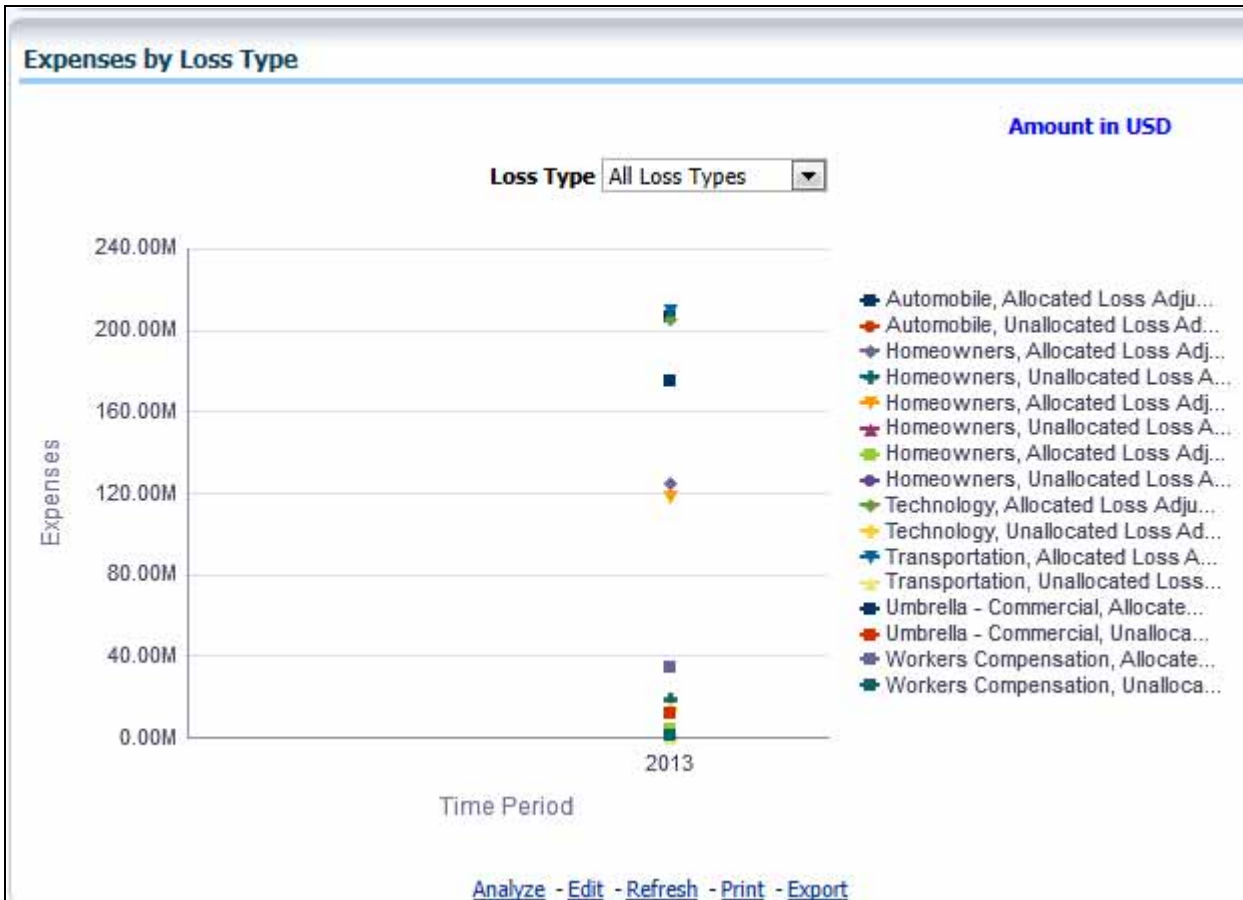 Expenses by Loss Type
Amount in USD
Loss Type All Loss Types
240.00M
200.00M
160.00M
120.00M
80.00M
40.00M
0.00M
Expenses
2013
Time Period
Automobile, Allocated Loss Adju...
Automobile, Unallocated Loss Ad...
Homeowners, Allocated Loss Adj...
Homeowners, Unallocated Loss A...
Homeowners, Allocated Loss Adj...
Homeowners, Unallocated Loss A...
Homeowners, Allocated Loss Adj...
Homeowners, Unallocated Loss A...
Technology, Allocated Loss Adju...
Technology, Unallocated Loss Ad...
Transportation, Allocated Loss A...
Transportation, Unallocated Loss...
Umbrella - Commercial, Allocate...
Umbrella - Commercial, Unalloca...
Workers Compensation, Allocate...
Workers Compensation, Unalloca...
Analyze - Edit - Refresh - Print - Export